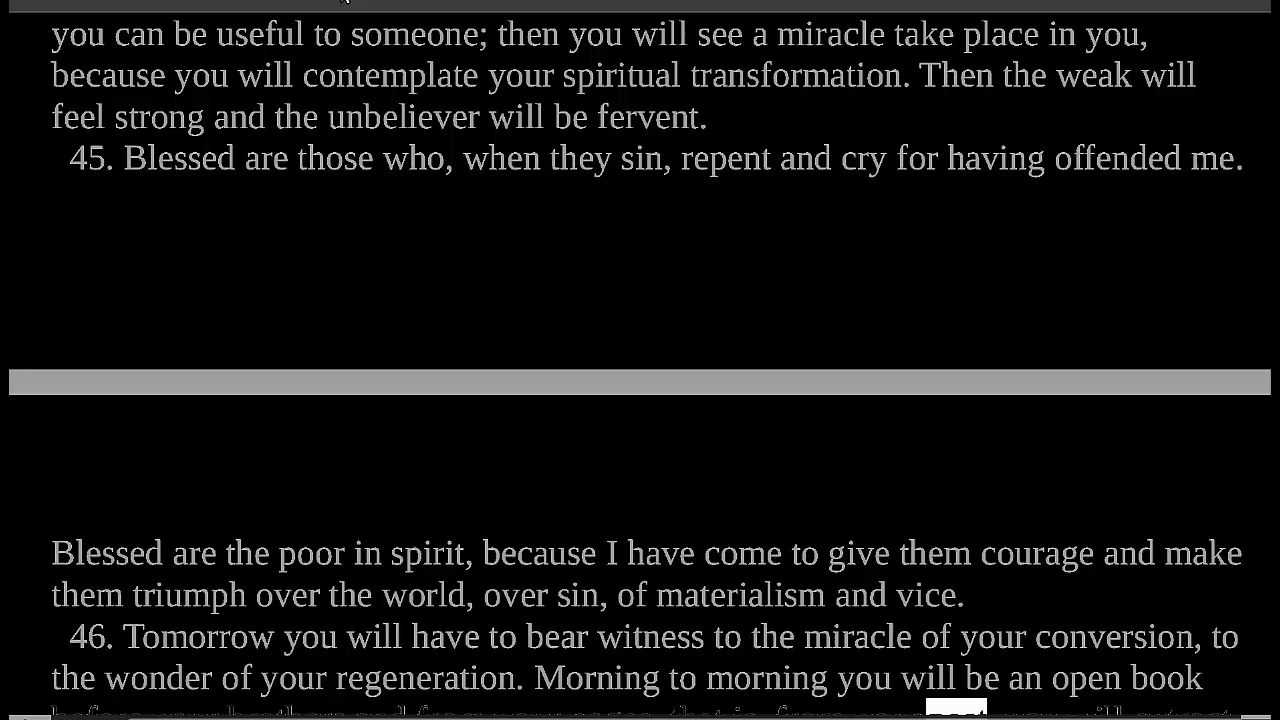 you can be useful to someone; then you will see a miracle take place in you,
because you will contemplate your spiritual transformation. Then the weak will
feel strong and the unbeliever will be fervent.
45. Blessed are those who, when they sin, repent and cry for having offended me.
Blessed are the poor in spirit, because I have come to give them courage and make
them triumph over the world, over sin, of materialism and vice.
46. Tomorrow you will have to bear witness to the miracle of your conversion, to
the wonder of your regeneration. Morning to morning you will be an open book